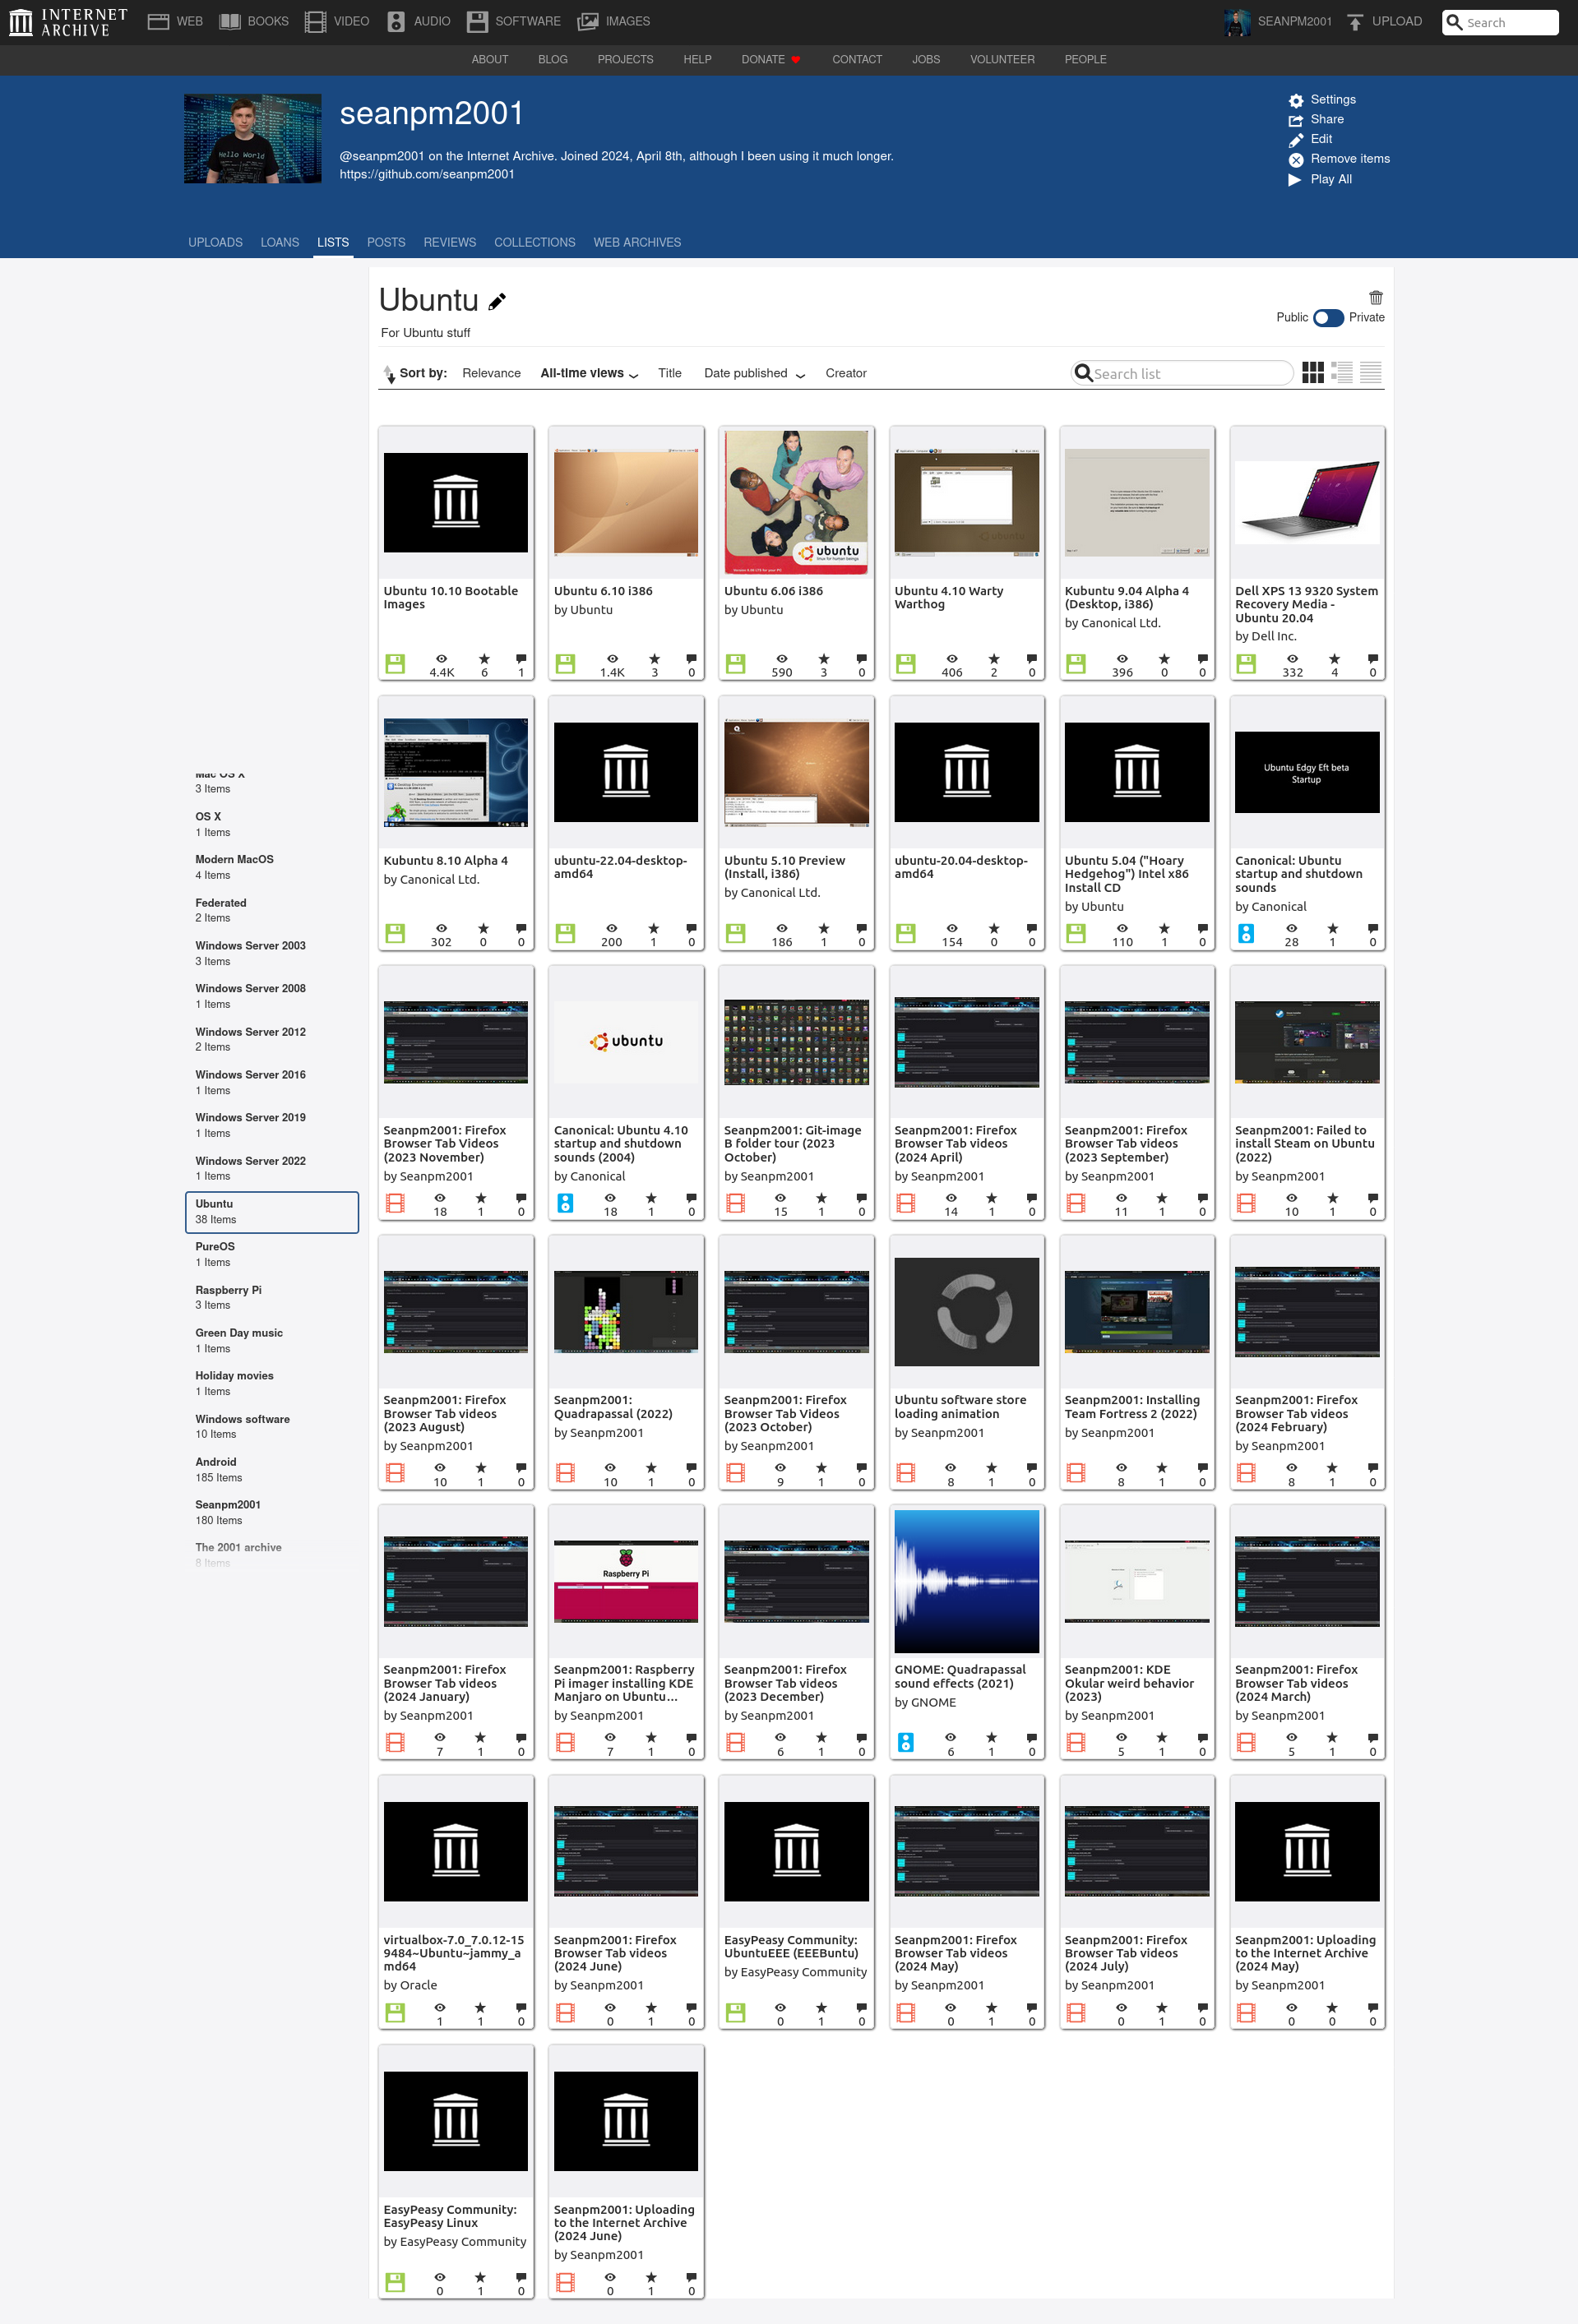 INTERNET ARCHIVE
WEB BOOKS VIDEO AUDIO SOFTWARE IMAGES SEANPM2001 UPLOAD Search
ABOUT BLOG PROJECTS HELP DONATE CONTACT JOBS VOLUNTEER PEOPLE
Hello World
seanpm2001
@seanpm2001 on the Internet Archive. Joined 2024, April 8th, although I been using it much longer.
https://github.com/seanpm2001
Settings
Share
Edit
Remove items
Play All
UPLOADS LOANS LISTS POSTS REVIEWS COLLECTIONS WEB ARCHIVES
Mac OS X
3 Items
OS X
1 Items
Modern MacOS
4 Items
Federated
2 Items
Windows Server 2003
3 Items
Windows Server 2008
1 Items
Windows Server 2012
2 Items
Windows Server 2016
1 Items
Windows Server 2019
1 Items
Windows Server 2022
1 Items
Ubuntu
38 Items
PureOS
1 Items
Raspberry Pi
3 Items
Green Day music
1 Items
Holiday movies
1 Items
Windows software
10 Items
Android
185 Items
Seanpm2001
180 Items
The 2001 archive
8 Items
Ubuntu
For Ubuntu stuff
Public Private
Sort by: Relevance All-time views Title Date published Creator Search list
Ubuntu 10.10 Bootable
Images
4.4K 6 1
Ubuntu 6.10 i386
by Ubuntu
1.4K 3 0
ubuntu
linux for human beings
Ubuntu 6.06 i386
by Ubuntu
590 3 0
Ubuntu 4.10 Warty
Warthog
406 2 0
Kubuntu 9.04 Alpha 4
(Desktop, i386)
by Canonical Ltd.
396 0 0
Dell XPS 13 9320 System
Recovery Media -
Ubuntu 20.04
by Dell Inc.
332 4 0
Kubuntu 8.10 Alpha 4
by Canonical Ltd.
302 0 0
ubuntu-22.04-desktop-
amd64
200 1 0
Ubuntu 5.10 Preview
(Install, i386)
by Canonical Ltd.
186 1 0
ubuntu-20.04-desktop-
amd64
154 0 0
Ubuntu 5.04 ("Hoary
Hedgehog") Intel x86
Install CD
by Ubuntu
110 1 0
Ubuntu Edgy Eft beta
Startup
Canonical: Ubuntu
startup and shutdown
sounds
by Canonical
28 1 0
Seanpm2001: Firefox
Browser Tab Videos
(2023 November)
by Seanpm2001
18 1 0
ubuntu
Canonical: Ubuntu 4.10
startup and shutdown
sounds (2004)
by Canonical
18 1 0
Seanpm2001: Git-image
B folder tour (2023
October)
by Seanpm2001
15 1 0
Seanpm2001: Firefox
Browser Tab videos
(2024 April)
by Seanpm2001
14 1 0
Seanpm2001: Firefox
Browser Tab videos
(2023 September)
by Seanpm2001
11 1 0
Seanpm2001: Failed to
install Steam on Ubuntu
(2022)
by Seanpm2001
10 1 0
Seanpm2001: Firefox
Browser Tab videos
(2023 August)
by Seanpm2001
10 1 0
Seanpm2001:
Quadrapassal (2022)
by Seanpm2001
10 1 0
Seanpm2001: Firefox
Browser Tab Videos
(2023 October)
by Seanpm2001
9 1 0
Ubuntu software store
loading animation
by Seanpm2001
8 1 0
Seanpm2001: Installing
Team Fortress 2 (2022)
by Seanpm2001
8 1 0
Seanpm2001: Firefox
Browser Tab videos
(2024 February)
by Seanpm2001
8 1 0
Seanpm2001: Firefox
Browser Tab videos
(2024 January)
by Seanpm2001
7 1 0
Raspberry Pi
Seanpm2001: Raspberry
Pi imager installing KDE
Manjaro on Ubuntu...
by Seanpm2001
7 1 0
Seanpm2001: Firefox
Browser Tab videos
(2023 December)
by Seanpm2001
6 1 0
GNOME: Quadrapassal
sound effects (2021)
by GNOME
6 1 0
Seanpm2001: KDE
Okular weird behavior
(2023)
by Seanpm2001
5 1 0
Seanpm2001: Firefox
Browser Tab videos
(2024 March)
by Seanpm2001
5 1 0
virtualbox-7.0_7.0.12-15
9484~Ubuntu~jammy_a
md64
by Oracle
1 1 0
Seanpm2001: Firefox
Browser Tab videos
(2024 June)
by Seanpm2001
0 1 0
EasyPeasy Community:
UbuntuEEE (EEEBuntu)
by EasyPeasy Community
0 1 0
Seanpm2001: Firefox
Browser Tab videos
(2024 May)
by Seanpm2001
0 1 0
Seanpm2001: Firefox
Browser Tab videos
(2024 July)
by Seanpm2001
0 1 0
Seanpm2001: Uploading
to the Internet Archive
(2024 May)
by Seanpm2001
0 0 0
EasyPeasy Community:
EasyPeasy Linux
by EasyPeasy Community
0 1 0
Seanpm2001: Uploading
to the Internet Archive
(2024 June)
by Seanpm2001
0 1 0